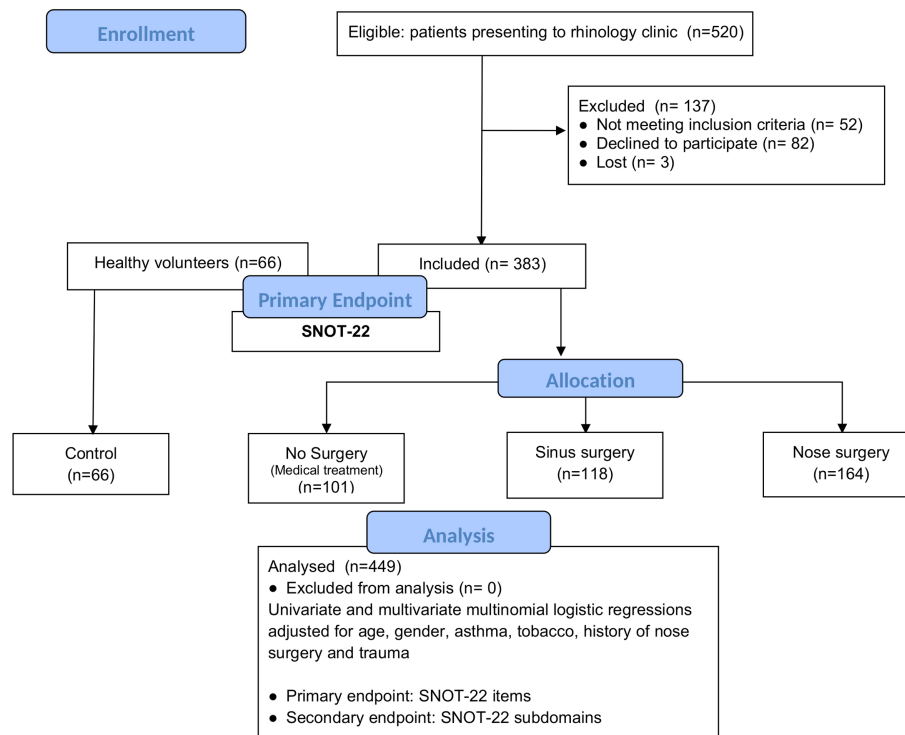 Enrollment
Eligible: patients presenting to rhinology clinic (n=520)
Excluded (n= 137)
● Not meeting inclusion criteria (n= 52)
● Declined to participate (n= 82)
● Lost (n= 3)
Healthy volunteers (n=66)
Included (n= 383)
Primary Endpoint
SNOT-22
Allocation
Control
(n=66)
No Surgery
(Medical treatment)
(n=101)
Sinus surgery
(n=118)
Nose surgery
(n=164)
Analysis
Analysed (n=449)
● Excluded from analysis (n= 0)
Univariate and multivariate multinomial logistic regressions
adjusted for age, gender, asthma, tobacco, history of nose
surgery and trauma
● Primary endpoint: SNOT-22 items
● Secondary endpoint: SNOT-22 subdomains